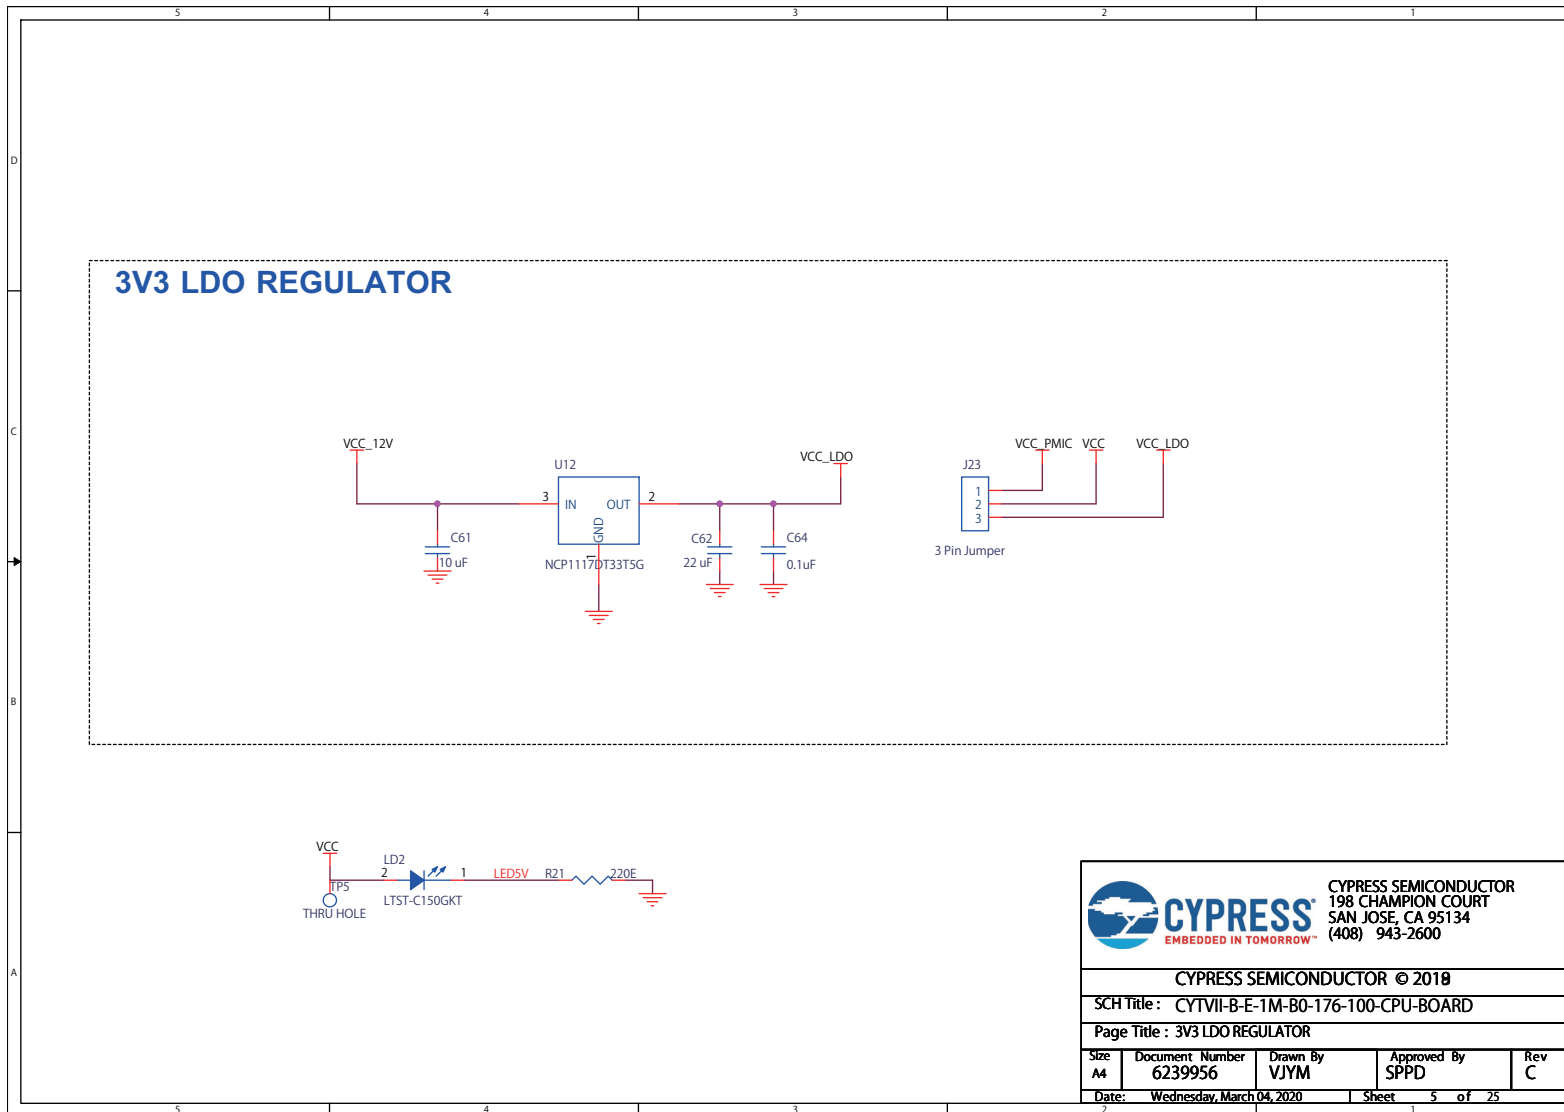 5 4 3 2 1
D
C
B
A
3V3 LDO REGULATOR
VCC_12V
U12
3 IN OUT 2
GND
1
NCP1117DT33T5G
C61
10 uF
VCC_LDO
C62
22 uF
C64
0.1uF
VCC_PMIC VCC VCC_LDO
J23
1
2
3
3 Pin Jumper
VCC
LD2
2 1 LED5V R21 220E
TP5
LTST-C150GKT
THRU HOLE
CYPRESS
EMBEDDED IN TOMORROW™
CYPRESS SEMICONDUCTOR
198 CHAMPION COURT
SAN JOSE, CA 95134
(408) 943-2600
CYPRESS SEMICONDUCTOR ©
SCH Title : CYTVII-B-E-1M-B0-176-100-CPU-BOARD
Page Title : 3V3 LDO REGULATOR
Size Document Number Drawn By Approved By Rev
A4 6239956 VJYM SPPD C
Date: Wednesday, March 04, 2020 Sheet 5 of 25
5 4 3 2 1